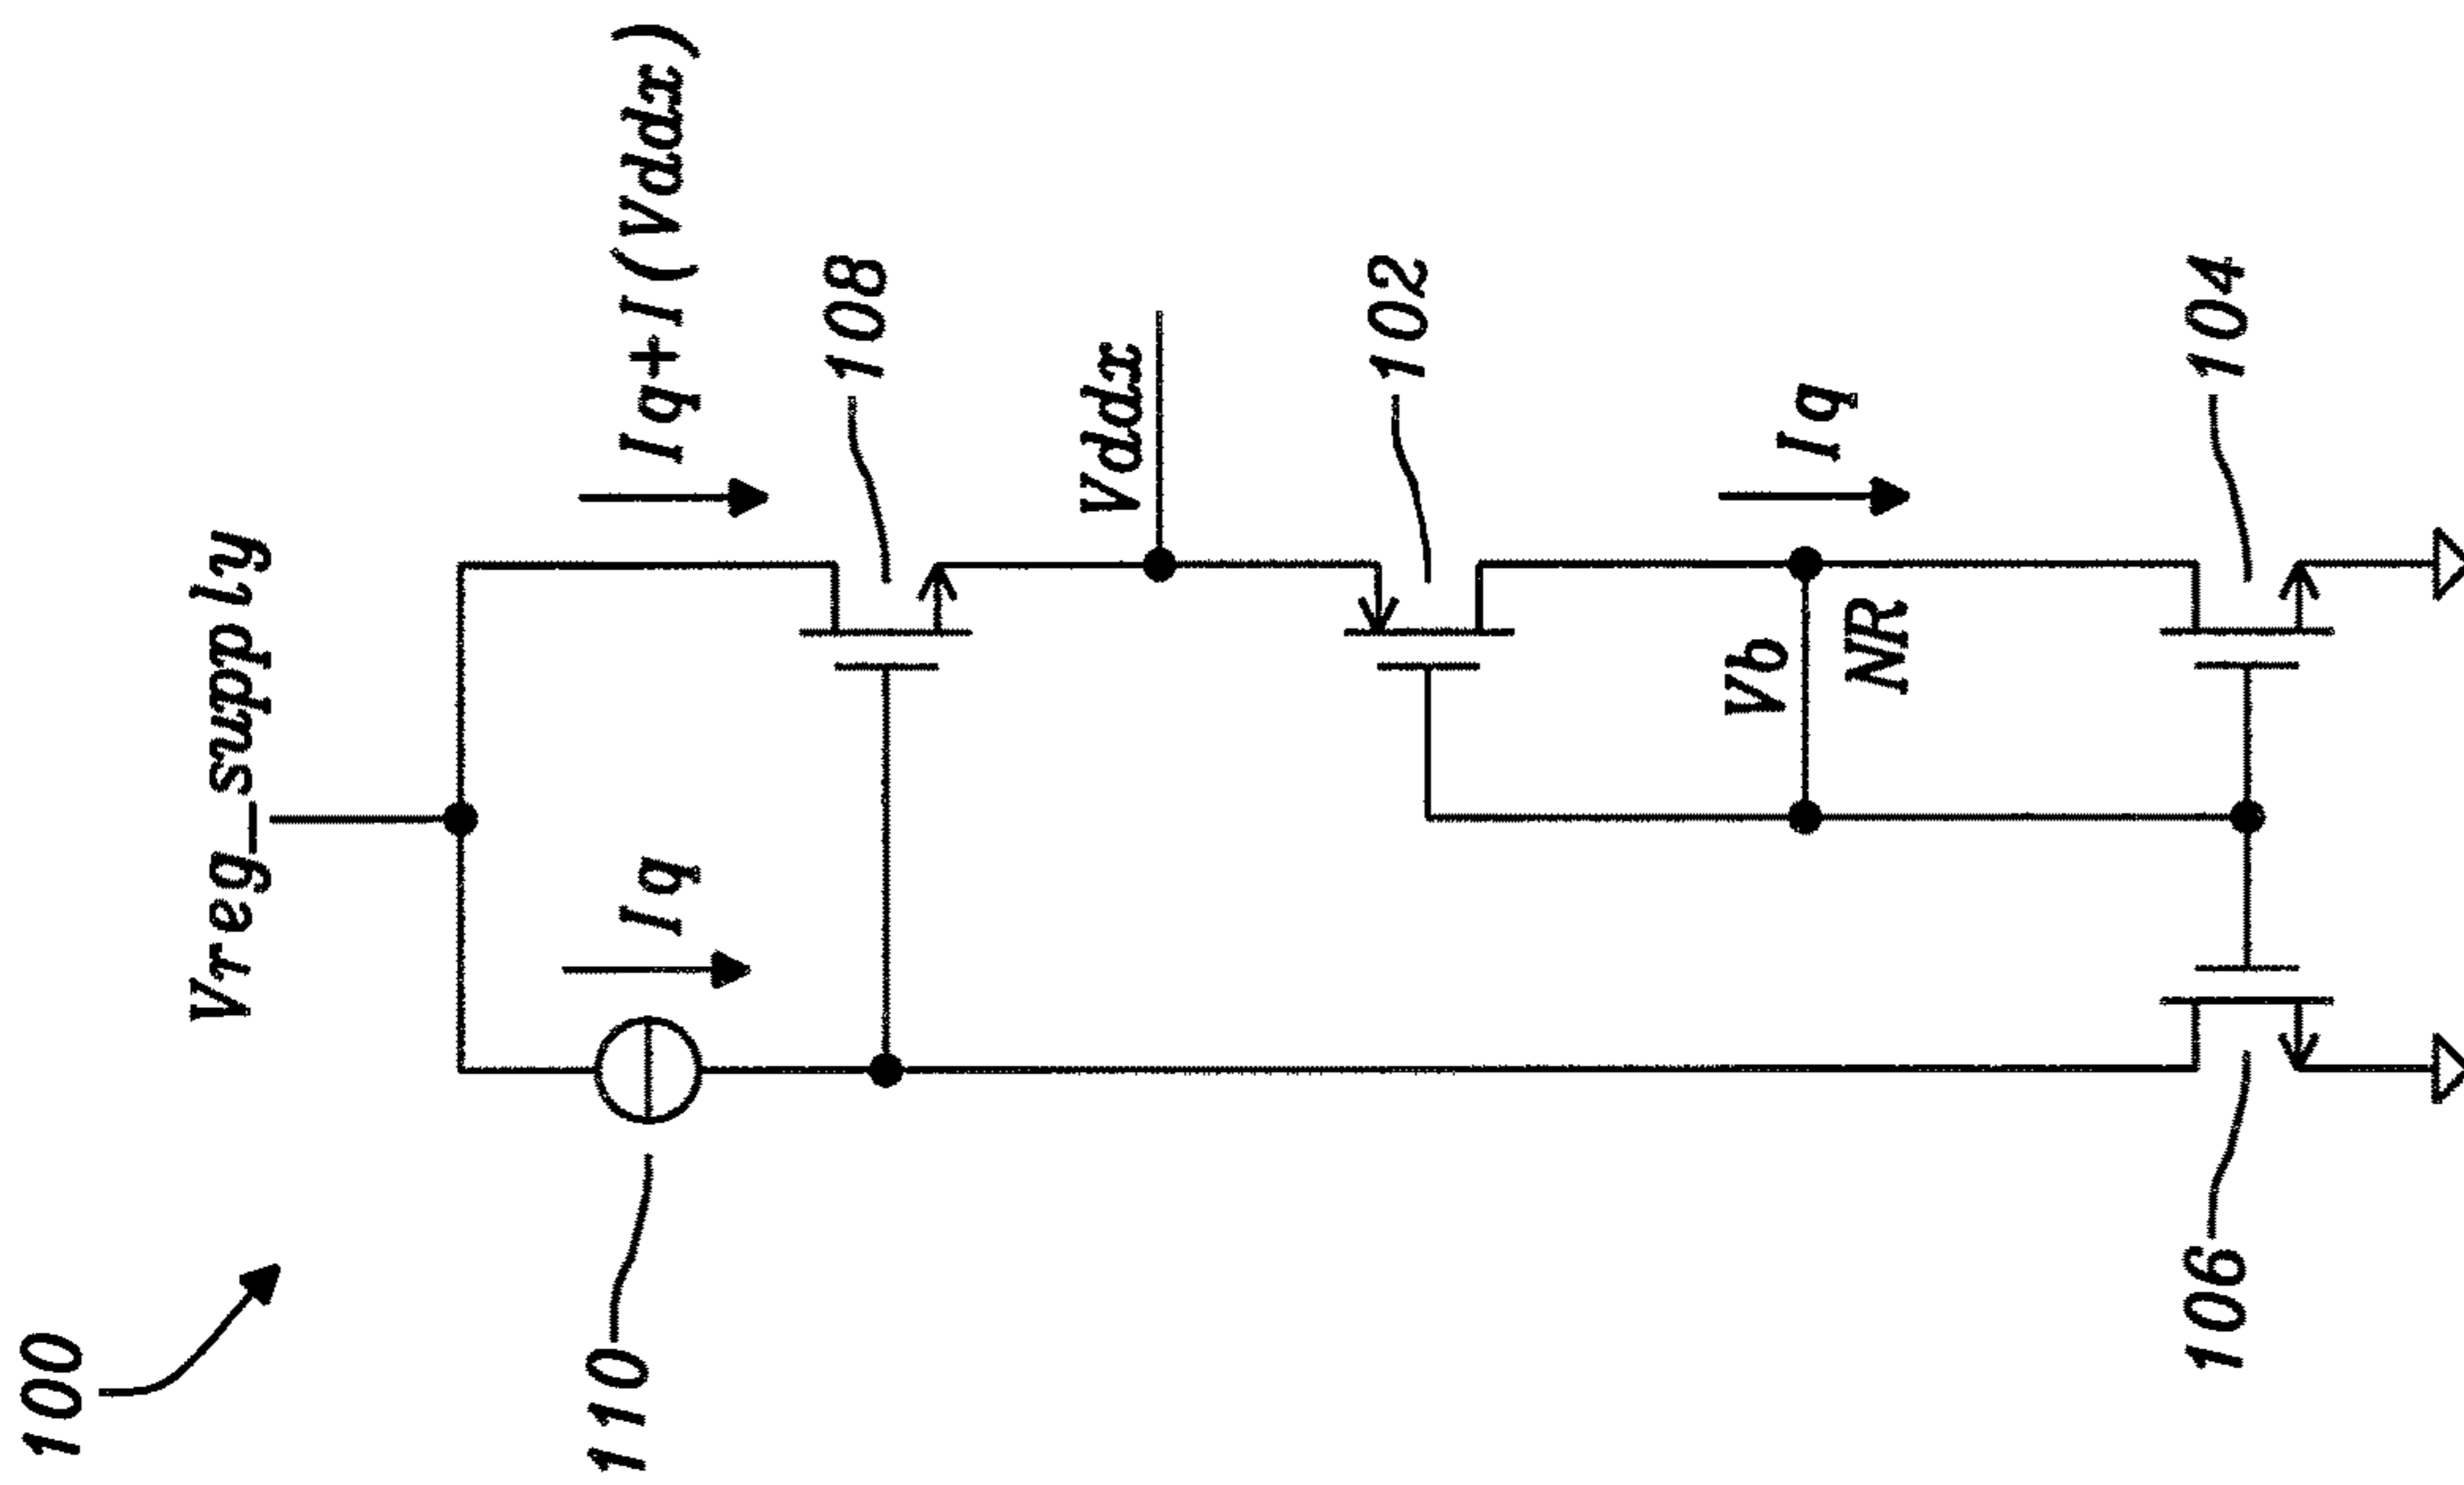 100
Vreg_supply
110
Iq
Iq+I(Vddx)
108
Vddx
102
Vb
NR
Iq
106
104